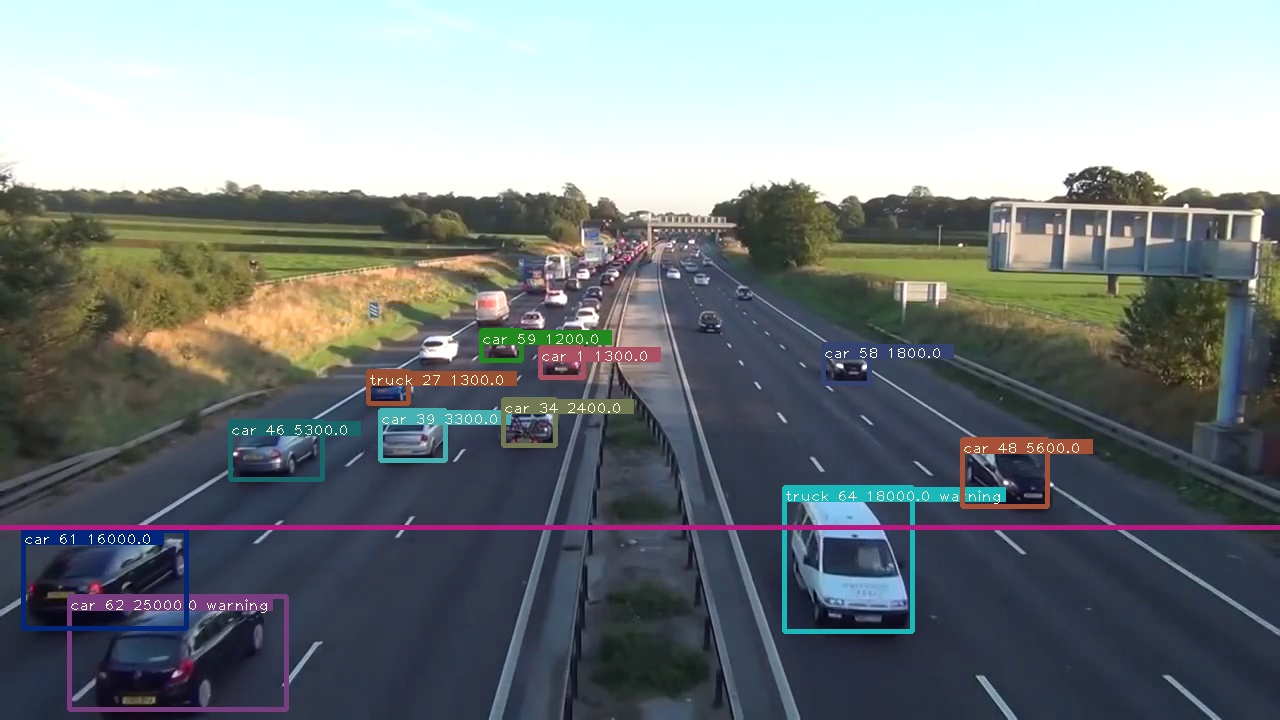 car 59 1200.0
car 1 1300.0
car 58 1800.0
truck 27 1300.0
car 34 2400.0
car 39 3300.0
car 46 5300.0
car 48 5600.0
truck 64 18000.0 warning
car 61 16000.0
car 62 25000.0 warning